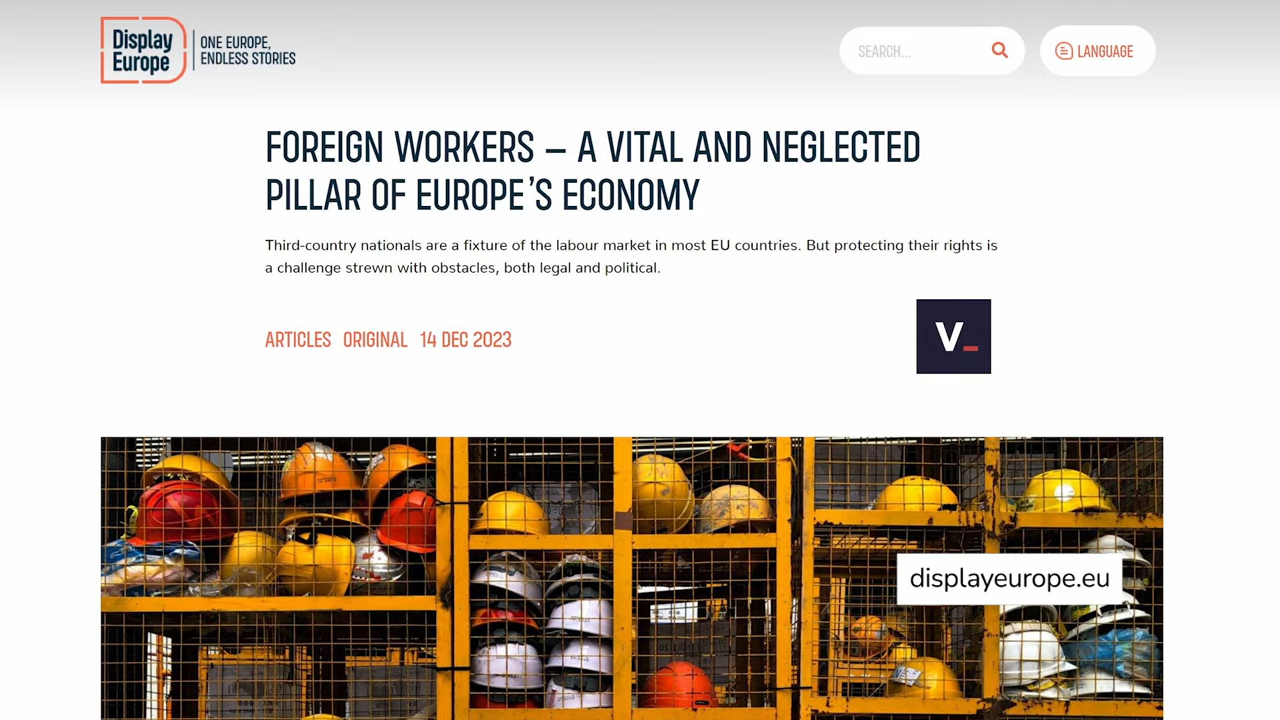 Display
Europe
ONE EUROPE,
ENDLESS STORIES
SEARCH...
LANGUAGE
FOREIGN WORKERS – A VITAL AND NEGLECTED
PILLAR OF EUROPE'S ECONOMY
Third-country nationals are a fixture of the labour market in most EU countries. But protecting their rights is
a challenge strewn with obstacles, both legal and political.
ARTICLES ORIGINAL 14 DEC 2023
V_
displayeurope.eu